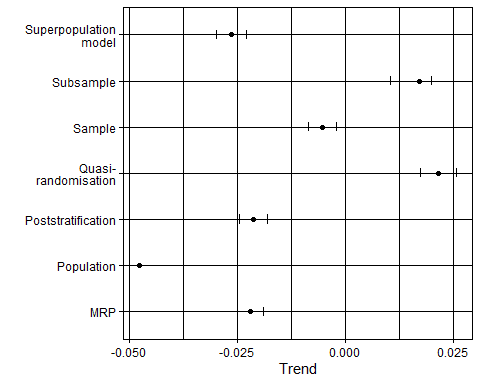 Superpopulation
model
Subsample
Sample
Quasi-
randomisation
Poststratification
Population
MRP
-0.050
-0.025
0.000
0.025
Trend